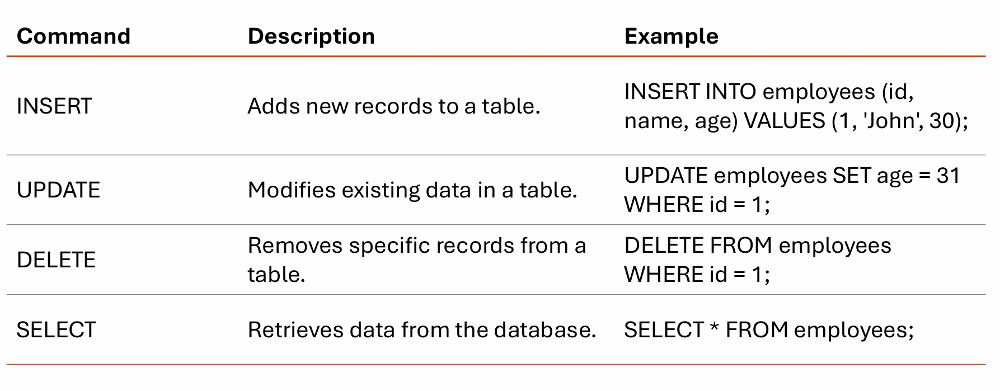 Command Description Example
INSERT Adds new records to a table. INSERT INTO employees (id,
name, age) VALUES (1, 'John', 30);
UPDATE Modifies existing data in a table. UPDATE employees SET age = 31
WHERE id = 1;
DELETE Removes specific records from a
table. DELETE FROM employees
WHERE id = 1;
SELECT Retrieves data from the database. SELECT * FROM employees;